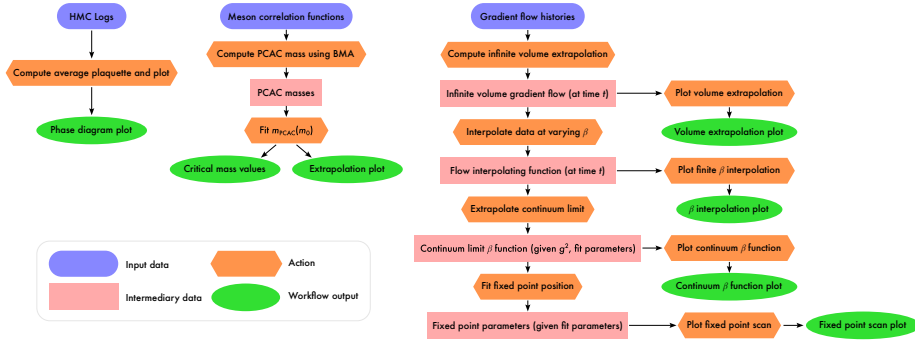 HMC Logs
Compute average plaquette and plot
Phase diagram plot
Meson correlation functions
Compute PCAC mass using BMA
PCAC masses
Fit m_PCAC(m_0)
Critical mass values
Extrapolation plot
Gradient flow histories
Compute infinite volume extrapolation
Infinite volume gradient flow (at time t)
Plot volume extrapolation
Volume extrapolation plot
Interpolate data at varying β
Flow interpolating function (at time t)
Plot finite β interpolation
β interpolation plot
Extrapolate continuum limit
Continuum limit β function (given g², fit parameters)
Plot continuum β function
Continuum β function plot
Fit fixed point position
Fixed point parameters (given fit parameters)
Plot fixed point scan
Fixed point scan plot
Input data
Action
Intermediary data
Workflow output